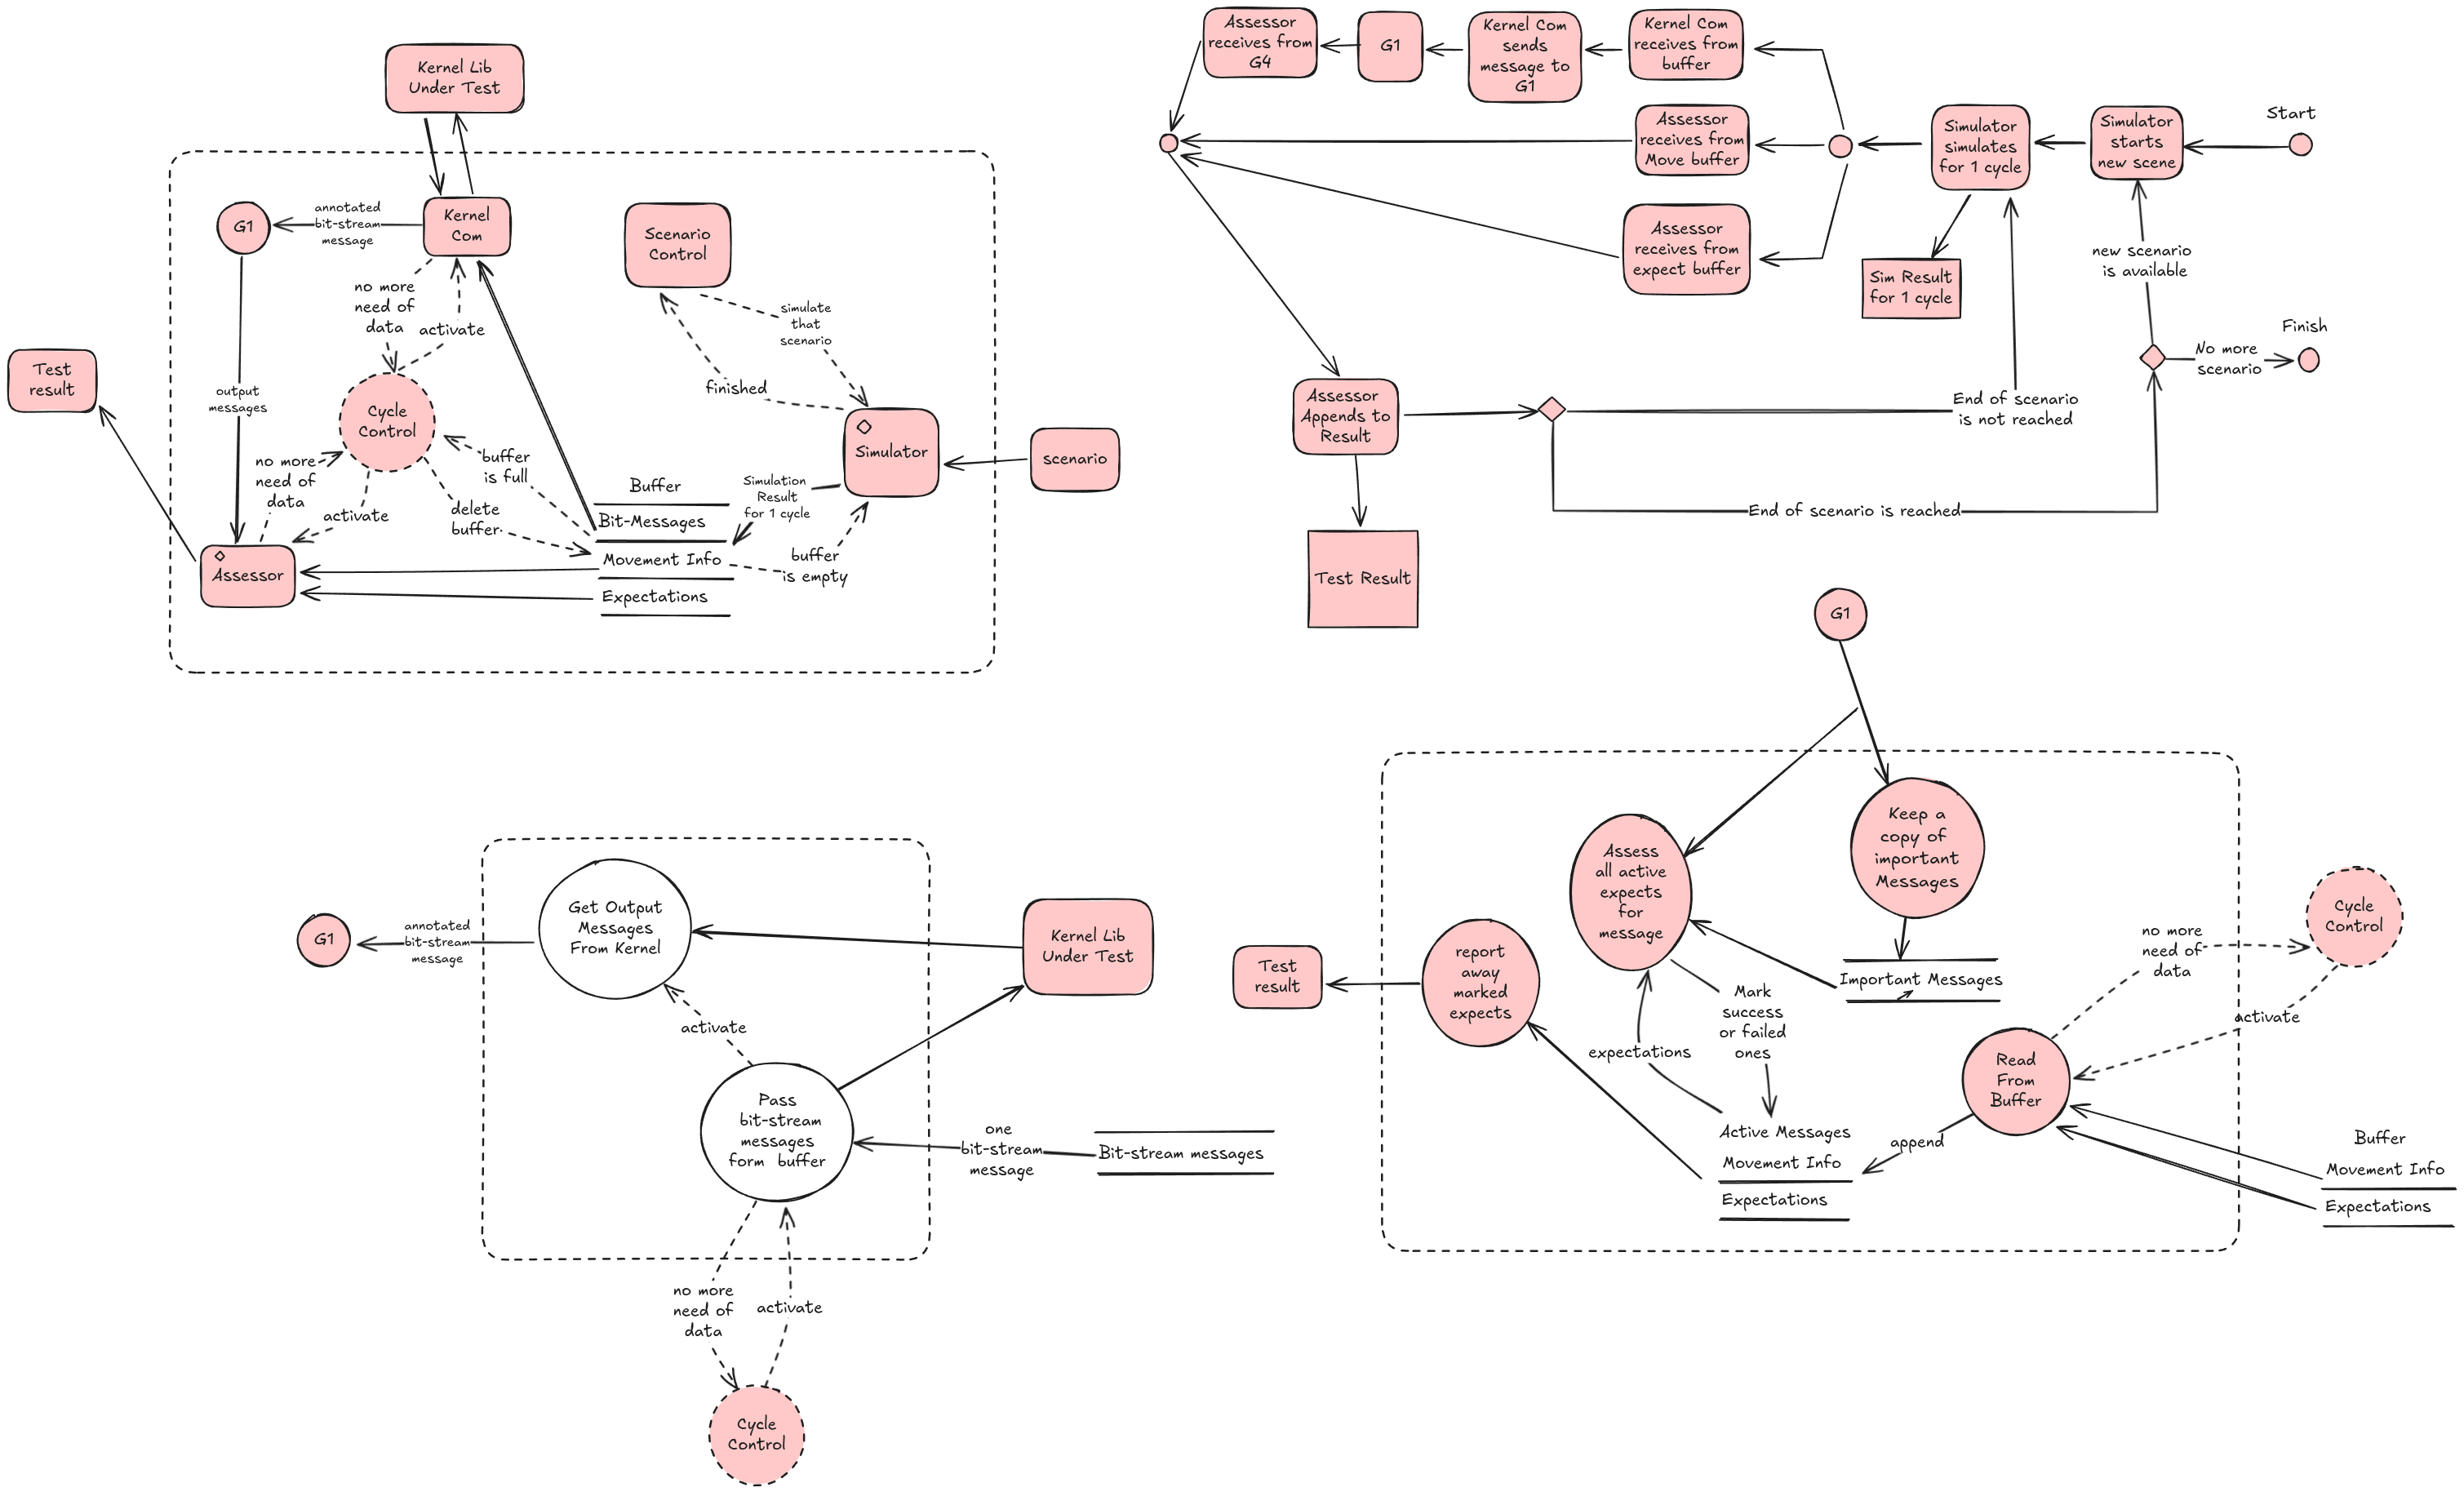 Kernel Lib
Under Test
G1
annotated
bit-stream
message
Kernel
Com
Scenario
Control
no more
need of
data
activate
simulate
that
scenario
finished
Test
result
output
messages
Cycle
Control
Simulator
scenario
no more
need of
data
activate
buffer
is full
delete
buffer
Buffer
Bit-Messages
Movement Info
Expectations
Simulation
Result
for 1 cycle
buffer
is empty
Assessor
Assessor
receives from
G4
G1
Kernel Com
sends
message to
G1
Kernel Com
receives from
buffer
Assessor
receives from
Move buffer
Assessor
receives from
expect buffer
Simulator
simulates
for 1 cycle
Simulator
starts
new scene
Start
Sim Result
for 1 cycle
new scenario
is available
Finish
No more
scenario
Assessor
Appends to
Result
End of scenario
is not reached
End of scenario is reached
Test Result
G1
annotated
bit-stream
message
Get Output
Messages
From Kernel
Kernel Lib
Under Test
activate
Pass
bit-stream
messages
form buffer
one
bit-stream
message
Bit-stream messages
no more
need of
data
activate
Cycle
Control
G1
Keep a
copy of
important
Messages
Assess
all active
expects
for
message
report
away
marked
expects
Test
result
Important Messages
Mark
success
or failed
ones
expectations
no more
need of
data
Cycle
Control
activate
Read
From
Buffer
append
Active Messages
Movement Info
Expectations
Buffer
Movement Info
Expectations